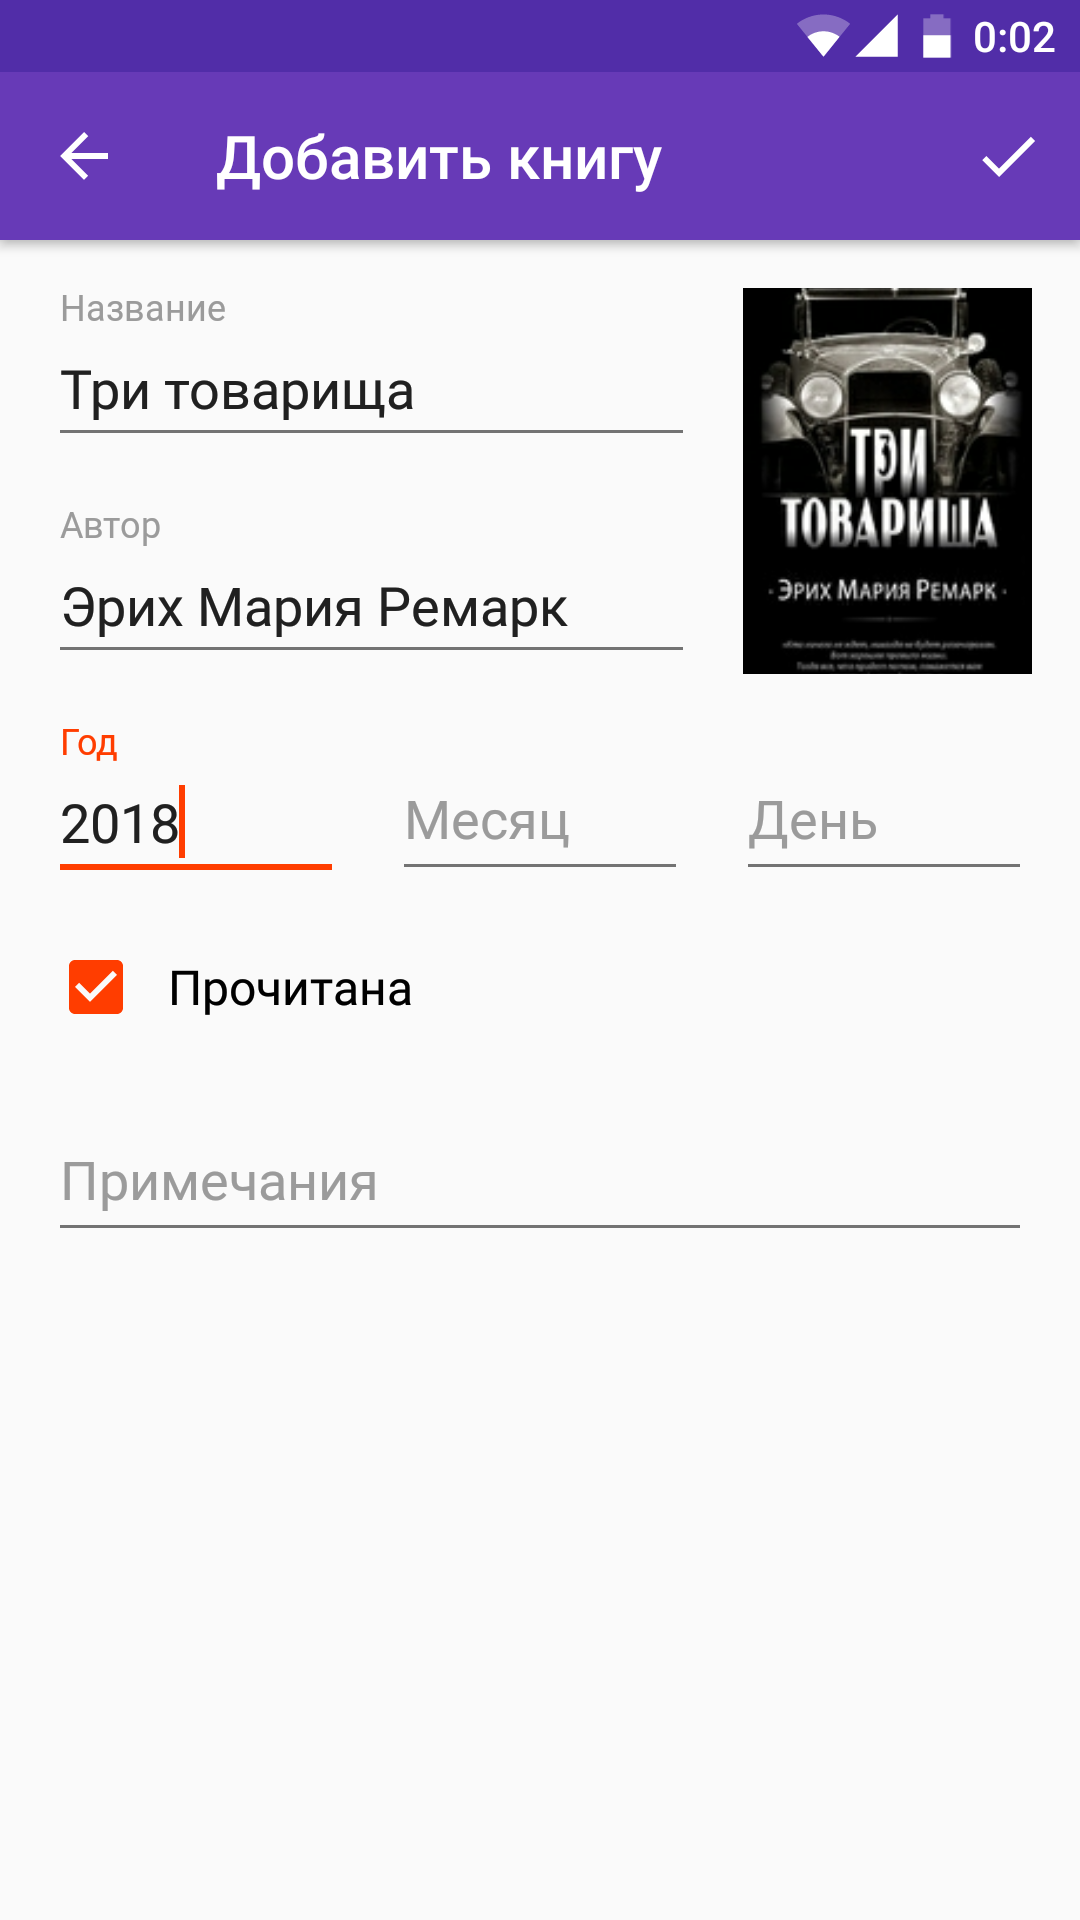 0:02
Добавить книгу
Название
Три товарища
Автор
Эрих Мария Ремарк
ТРИ
ТОВАРИЩА
· Эрих Мария Ремарк ·
Год
2018
Месяц
День
Прочитана
Примечания